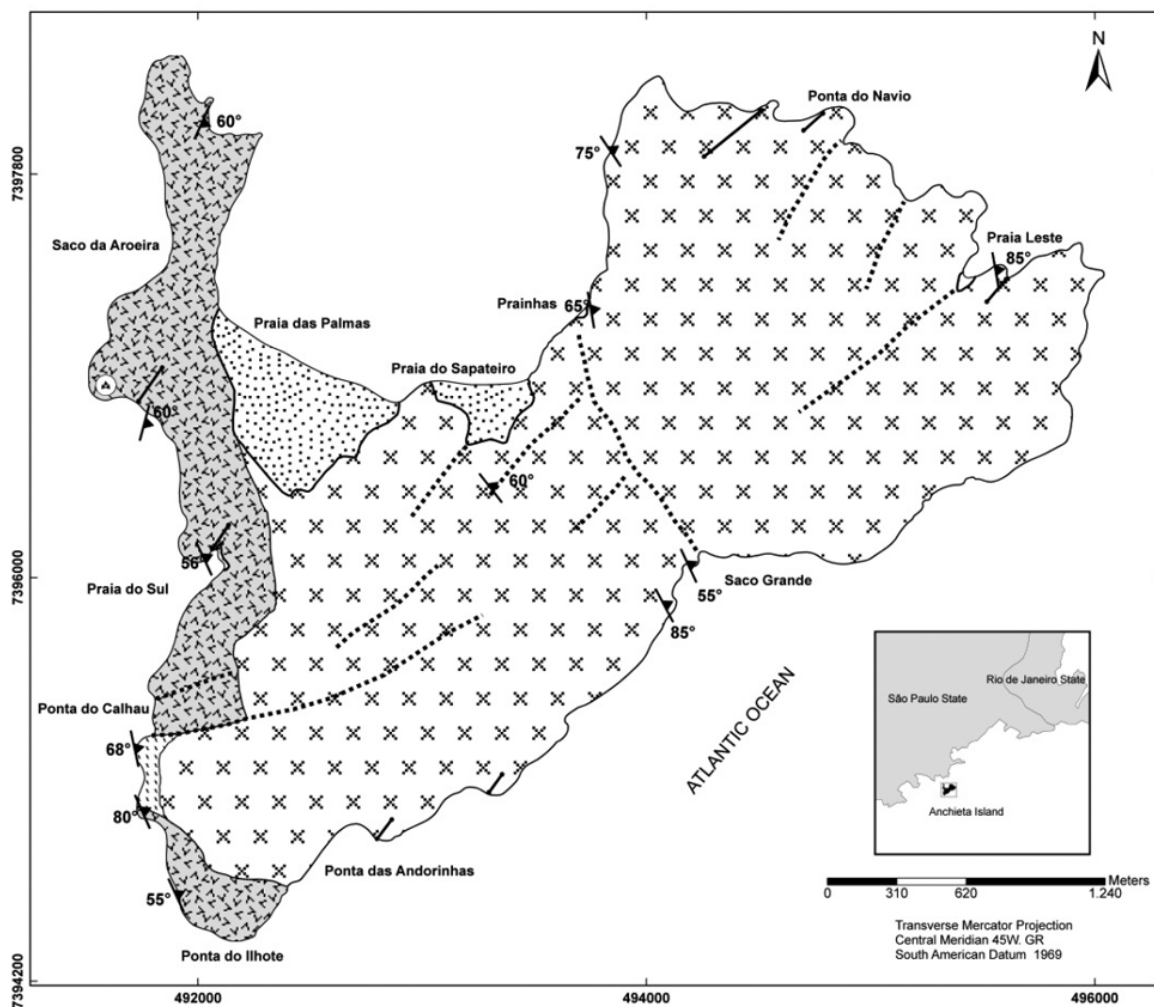 N
Ponta do Navio
60°
75°
7397800
Saco da Aroeira
Praia Leste
85°
Prainhas
65°
Praia das Palmas
Praia do Sapateiro
60°
60°
56°
7396000
Praia do Sul
Saco Grande
55°
85°
Rio de Janeiro State
São Paulo State
Ponta do Calhau
68°
ATLANTIC OCEAN
80°
Anchieta Island
Ponta das Andorinhas
Meters
0 310 620 1.240
55°
Transverse Mercator Projection
Central Meridian 45W. GR
South American Datum 1969
Ponta do Ilhote
7394200
492000 494000 496000